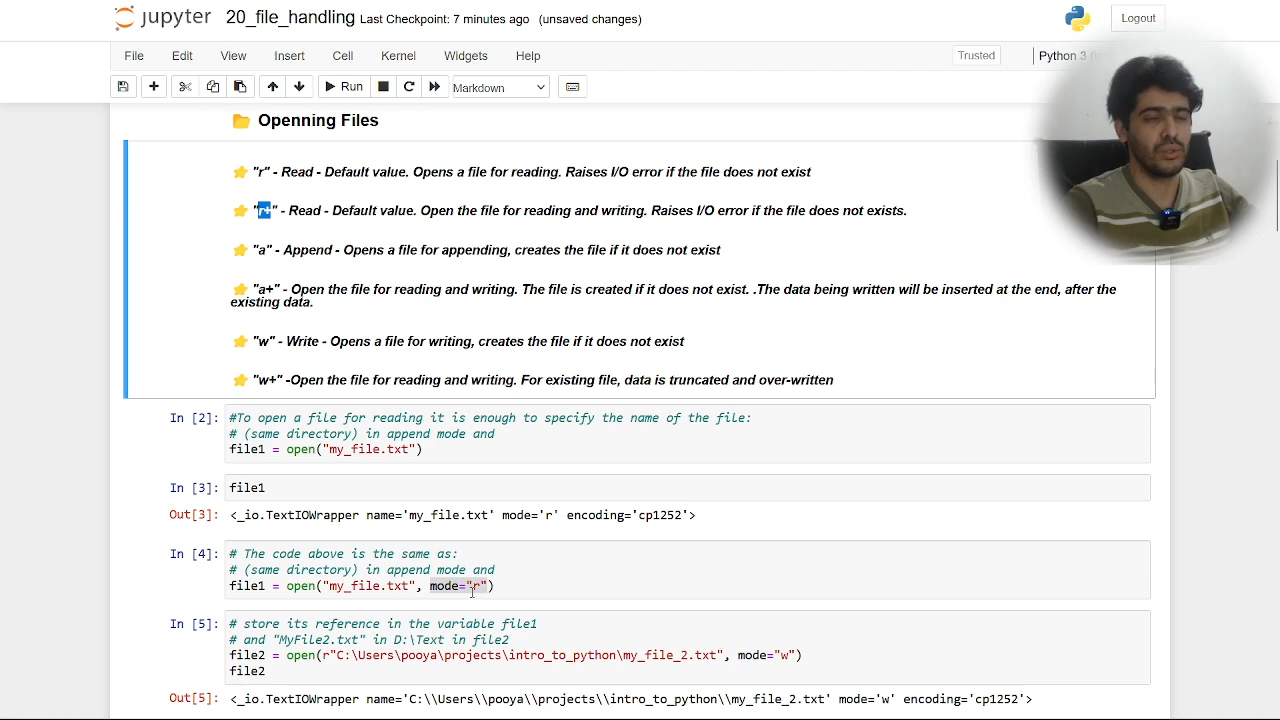 jupyter 20_file_handling Last Checkpoint: 7 minutes ago (unsaved changes) Logout
File Edit View Insert Cell Kernel Widgets Help Trusted Python 3
Run Markdown
Openning Files
"r" - Read - Default value. Opens a file for reading. Raises I/O error if the file does not exist
"r+" - Read - Default value. Open the file for reading and writing. Raises I/O error if the file does not exists.
"a" - Append - Opens a file for appending, creates the file if it does not exist
"a+" - Open the file for reading and writing. The file is created if it does not exist. .The data being written will be inserted at the end, after the
existing data.
"w" - Write - Opens a file for writing, creates the file if it does not exist
"w+" -Open the file for reading and writing. For existing file, data is truncated and over-written
In [2]: #To open a file for reading it is enough to specify the name of the file:
# (same directory) in append mode and
file1 = open("my_file.txt")
In [3]: file1
Out[3]: <_io.TextIOWrapper name='my_file.txt' mode='r' encoding='cp1252'>
In [4]: # The code above is the same as:
# (same directory) in append mode and
file1 = open("my_file.txt", mode="r")
In [5]: # store its reference in the variable file1
# and "MyFile2.txt" in D:\Text in file2
file2 = open(r"C:\Users\pooya\projects\intro_to_python\my_file_2.txt", mode="w")
file2
Out[5]: <_io.TextIOWrapper name='C:\\Users\\pooya\\projects\\intro_to_python\\my_file_2.txt' mode='w' encoding='cp1252'>